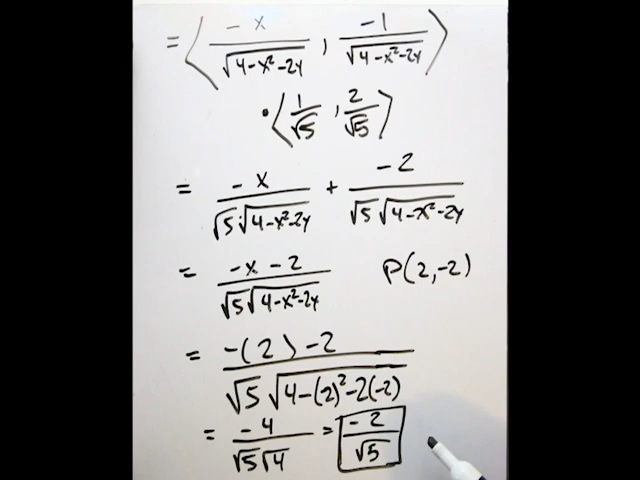 = ⟨ -x / √(4-x²-2y) , -1 / √(4-x²-2y) ⟩
• ⟨ 1/√5 , 2/√5 ⟩
= -x / (√5 √(4-x²-2y)) + -2 / (√5 √(4-x²-2y))
= (-x-2) / (√5 √(4-x²-2y)) P(2,-2)
= (-(2)-2) / (√5 √(4-(2)²-2(-2)))
= -4 / (√5 √4) = -2 / √5